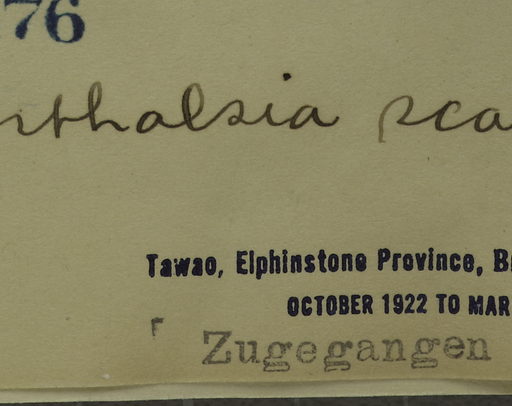 76
rthalsia sca
Tawao, Elphinstone Province, B
OCTOBER 1922 TO MAR
Zugegangen